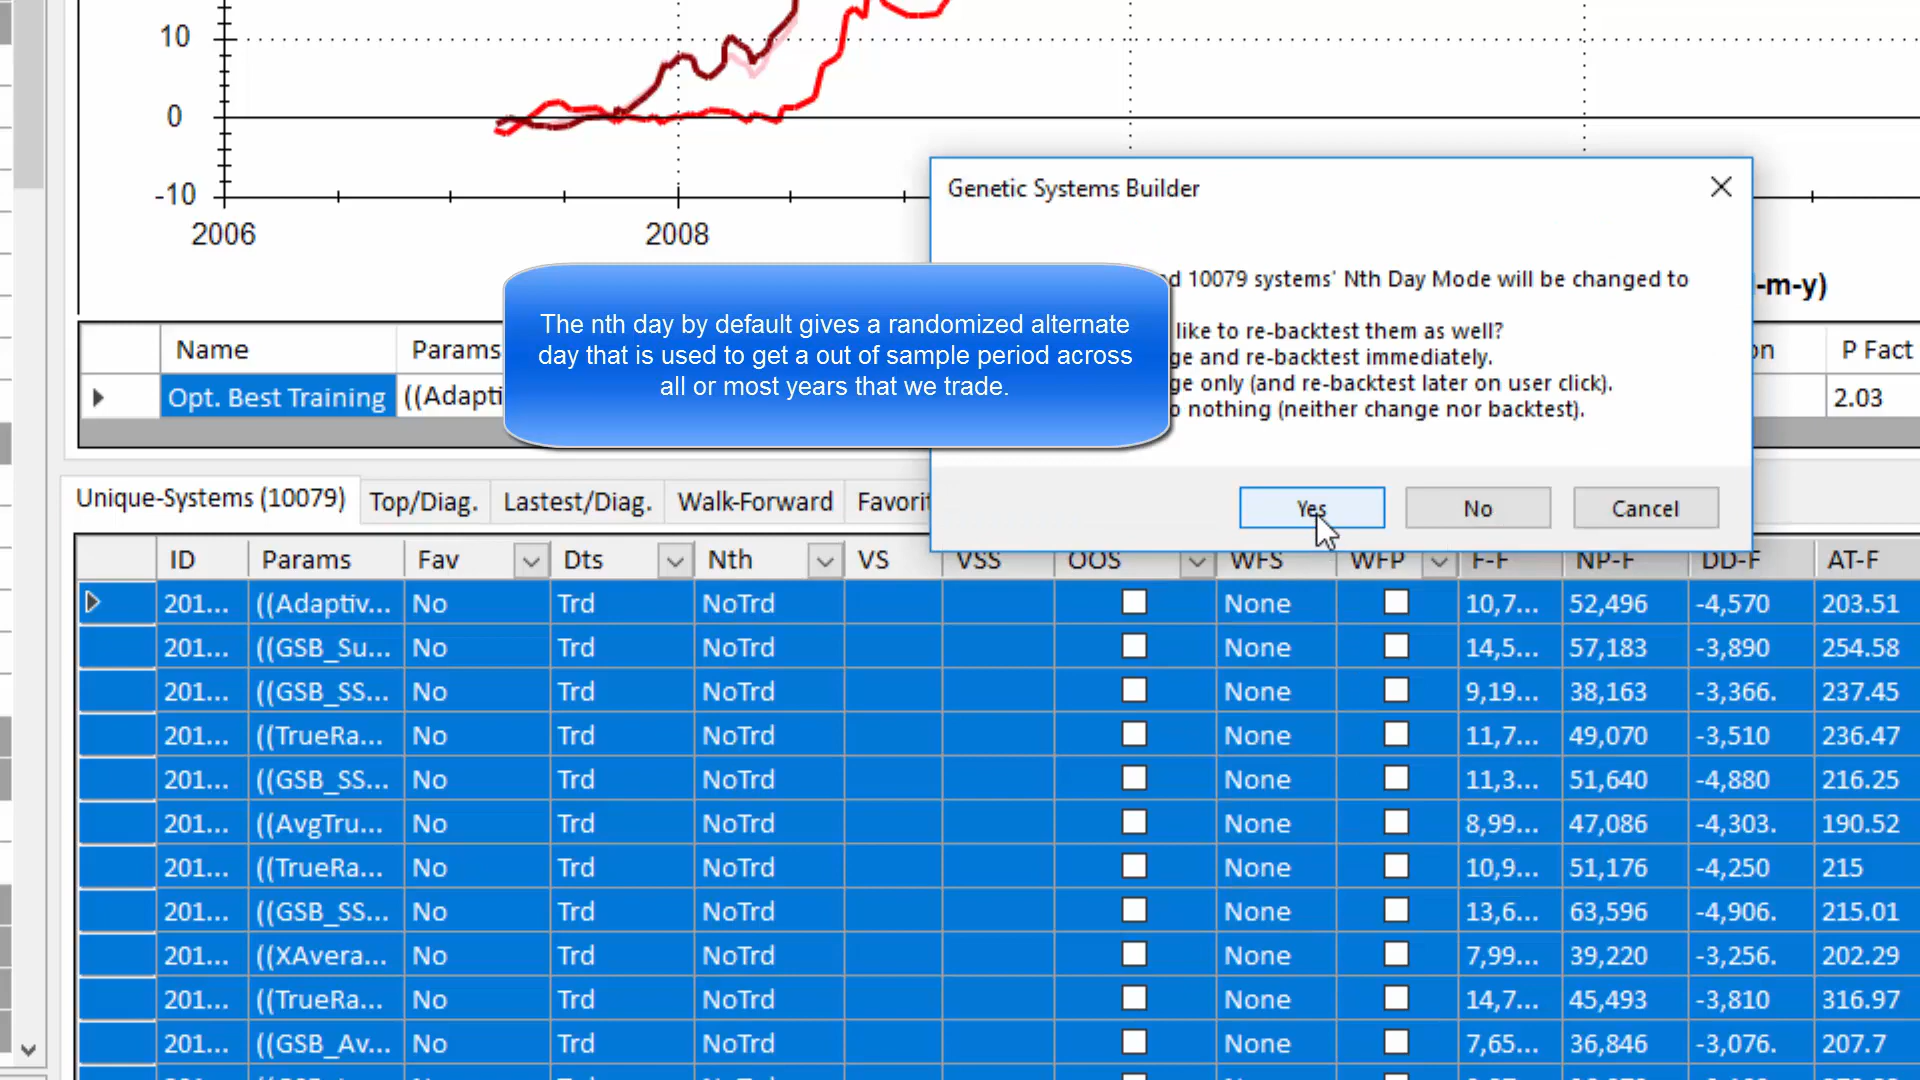 10
0
-10
2006
2008
Genetic Systems Builder
10079 systems' Nth Day Mode will be changed to
like to re-backtest them as well?
and re-backtest immediately.
only (and re-backtest later on user click).
nothing (neither change nor backtest).
-m-y)
The nth day by default gives a randomized alternate
day that is used to get a out of sample period across
all or most years that we trade.
Name Params P Fact
Opt. Best Training ((Adapti 2.03
Yes No Cancel
Unique-Systems (10079) Top/Diag. Lastest/Diag. Walk-Forward Favorit
ID Params Fav Dts Nth VS VSS OOS WFS WFP F-F NP-F DD-F AT-F
201... ((Adaptiv... No Trd NoTrd None 10,7... 52,496 -4,570 203.51
201... ((GSB_Su... No Trd NoTrd None 14,5... 57,183 -3,890 254.58
201... ((GSB_SS... No Trd NoTrd None 9,19... 38,163 -3,366. 237.45
201... ((TrueRa... No Trd NoTrd None 11,7... 49,070 -3,510 236.47
201... ((GSB_SS... No Trd NoTrd None 11,3... 51,640 -4,880 216.25
201... ((AvgTru... No Trd NoTrd None 8,99... 47,086 -4,303. 190.52
201... ((TrueRa... No Trd NoTrd None 10,9... 51,176 -4,250 215
201... ((GSB_SS... No Trd NoTrd None 13,6... 63,596 -4,906. 215.01
201... ((XAvera... No Trd NoTrd None 7,99... 39,220 -3,256. 202.29
201... ((TrueRa... No Trd NoTrd None 14,7... 45,493 -3,810 316.97
201... ((GSB_Av... No Trd NoTrd None 7,65... 36,846 -3,076. 207.7